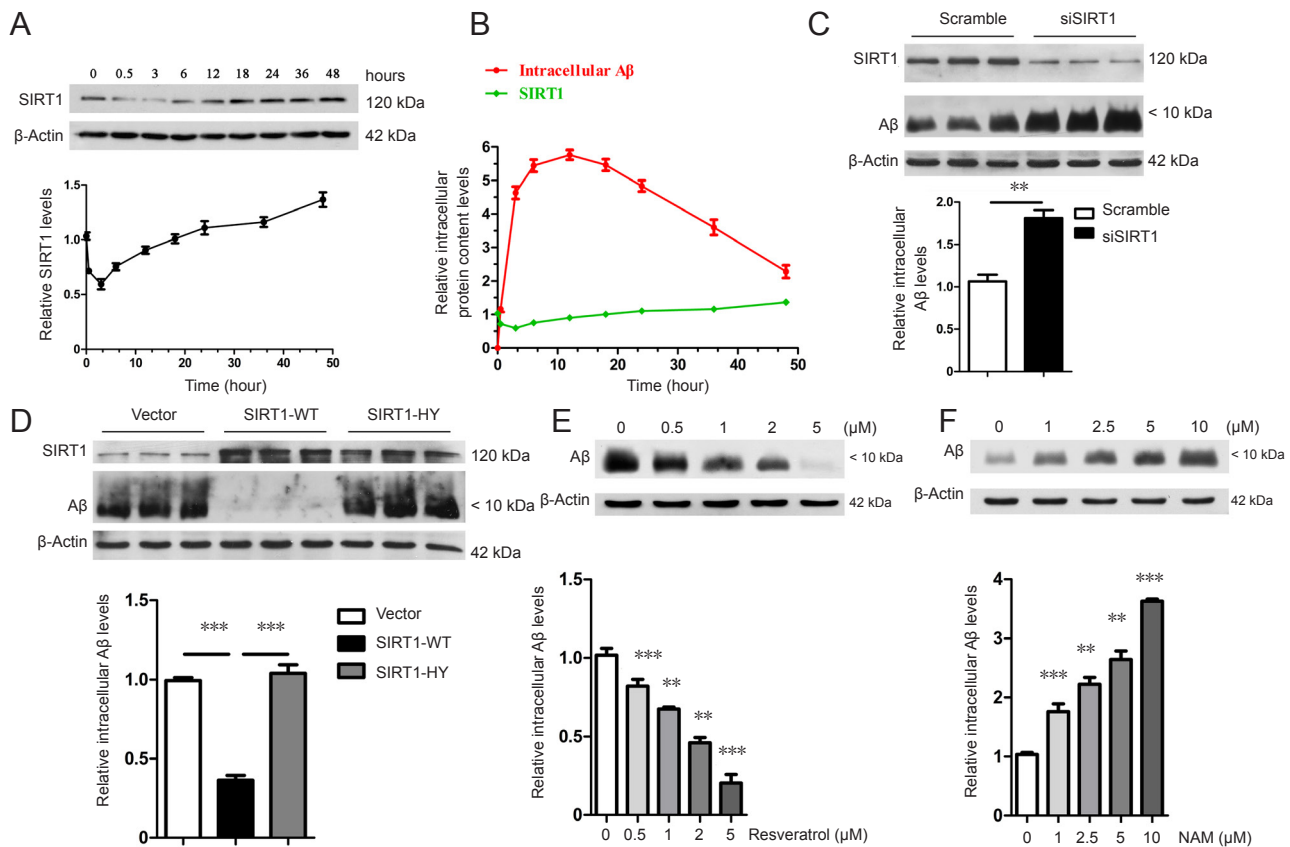 A
0 0.5 3 6 12 18 24 36 48 hours
SIRT1 120 kDa
β-Actin 42 kDa
Relative SIRT1 levels
1.5
1.0
0.5
0
0 10 20 30 40 50
Time (hour)
B
Intracellular Aβ
SIRT1
Relative intracellular
protein content levels
6
5
4
3
2
1
0
0 10 20 30 40 50
Time (hour)
C
Scramble siSIRT1
SIRT1 120 kDa
Aβ < 10 kDa
β-Actin 42 kDa
**
Relative intracellular
Aβ levels
2.0
1.5
1.0
0
Scramble
siSIRT1
D
Vector SIRT1-WT SIRT1-HY
SIRT1 120 kDa
Aβ < 10 kDa
β-Actin 42 kDa
Relative intracellular Aβ levels
1.5
1.0
0.5
0
*** ***
Vector
SIRT1-WT
SIRT1-HY
E
0 0.5 1 2 5 (μM)
Aβ < 10 kDa
β-Actin 42 kDa
Relative intracellular Aβ levels
1.5
1.0
0.5
0
*** ** ** ***
0 0.5 1 2 5 Resveratrol (μM)
F
0 1 2.5 5 10 (μM)
Aβ < 10 kDa
β-Actin 42 kDa
Relative intracellular Aβ levels
4
2
1
0
*** ** ** ***
0 1 2.5 5 10 NAM (μM)